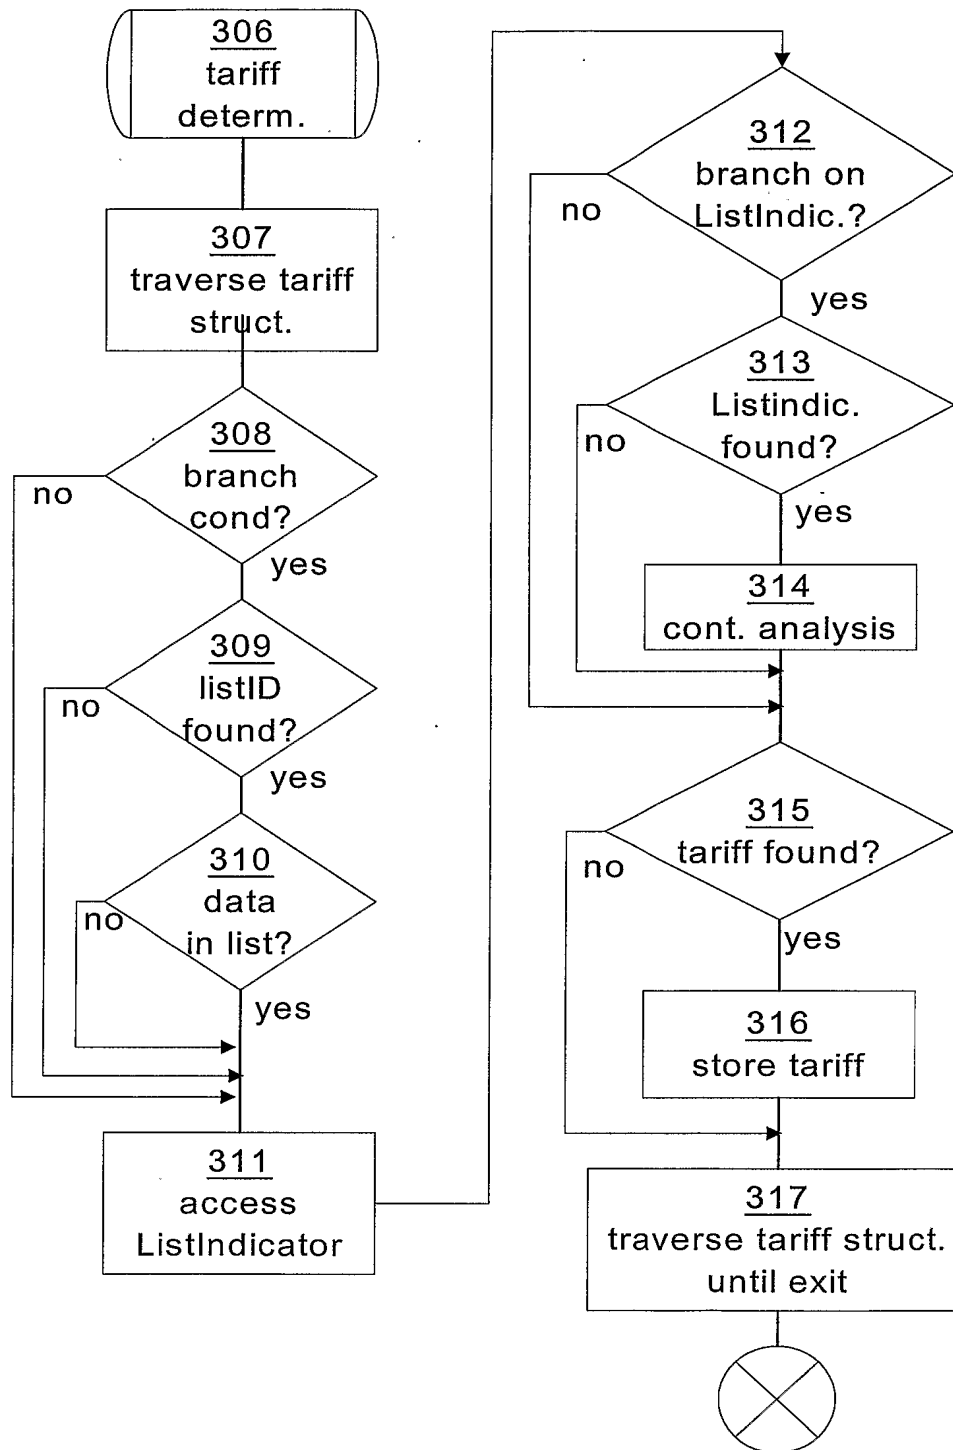 306
tariff
determ.
307
traverse tariff
struct.
308
branch
cond?
no
yes
309
listID
found?
no
yes
310
data
in list?
no
yes
311
access
ListIndicator
312
branch on
ListIndic.?
no
yes
313
Listindic.
found?
no
yes
314
cont. analysis
315
tariff found?
no
yes
316
store tariff
317
traverse tariff struct.
until exit